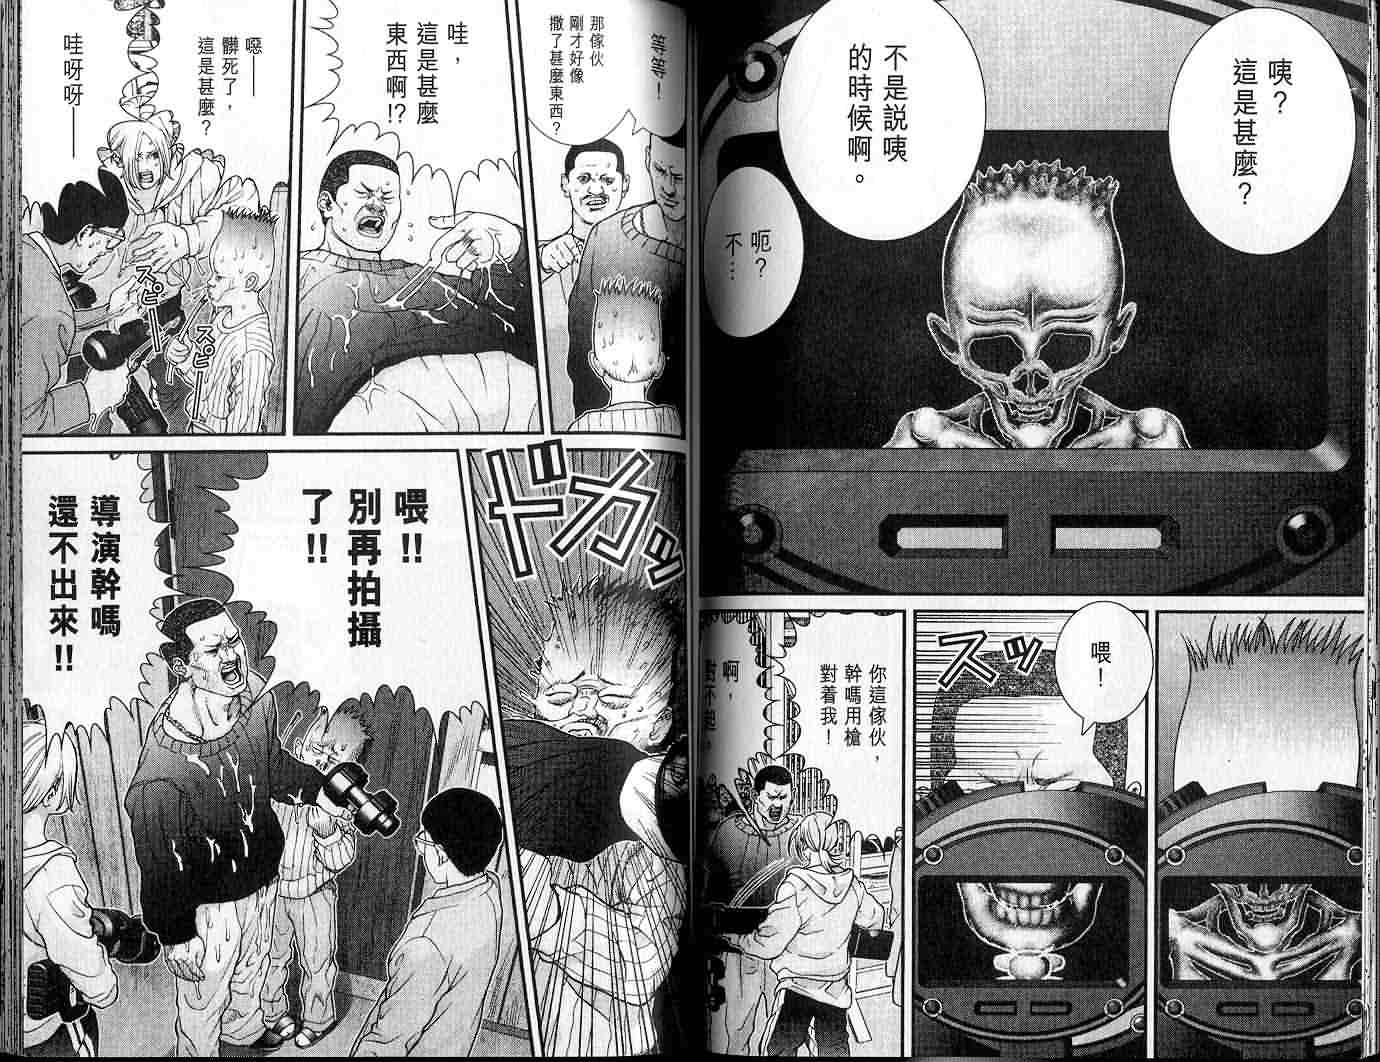 咦?
這是甚麼?
不是說咦
的時候啊。
呃?
不…
喂!
スッ
你這傢伙,
幹嗎用槍
對着我!
啊,
對不起。
等等!
那傢伙
剛才好像
撒了甚麼東西?
哇,
這是甚麼
東西啊!?
噁——
髒死了,
這是甚麼?
哇呀呀——
スピー
スピー
ドカッ
喂!!
別再拍攝
了!!
導演幹嗎
還不出來!!